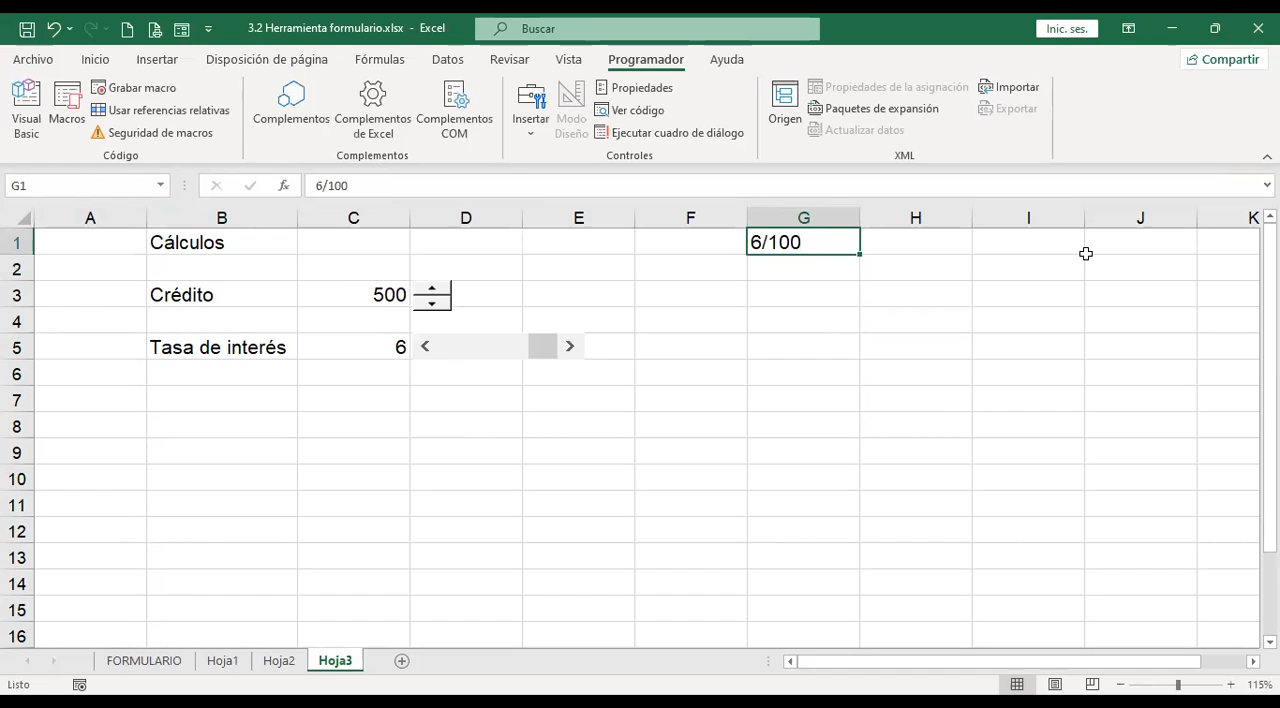 3.2 Herramienta formulario.xlsx - Excel
Buscar
Inic. ses.
Archivo Inicio Insertar Disposición de página Fórmulas Datos Revisar Vista Programador Ayuda
Compartir
Visual Basic
Macros
Grabar macro
Usar referencias relativas
Seguridad de macros
Código
Complementos
Complementos de Excel
Complementos COM
Complementos
Insertar
Modo Diseño
Propiedades
Ver código
Ejecutar cuadro de diálogo
Controles
Origen
Propiedades de la asignación
Paquetes de expansión
Actualizar datos
Importar
Exportar
XML
G1
fx
6/100
A B C D E F G H I J K
1 Cálculos 6/100
2
3 Crédito 500
4
5 Tasa de interés 6
6
7
8
9
10
11
12
13
14
15
16
FORMULARIO Hoja1 Hoja2 Hoja3
Listo
115%